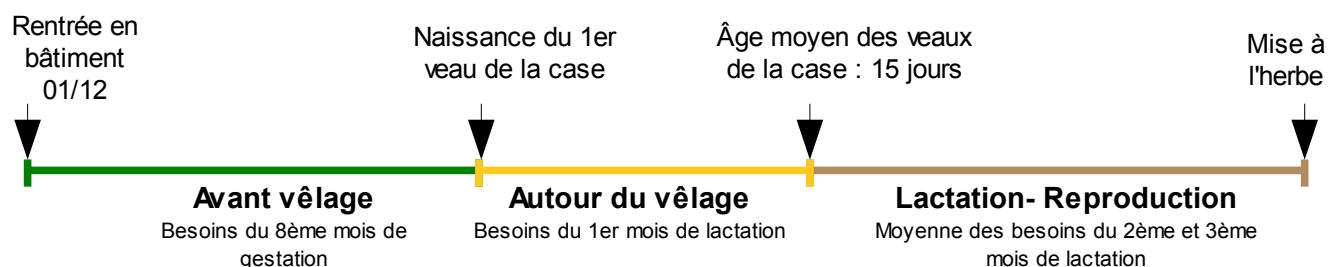 Rentrée en
bâtiment
01/12
Naissance du 1er
veau de la case
Âge moyen des veaux
de la case : 15 jours
Mise à
l'herbe
Avant vêlage
Besoins du 8ème mois de
gestation
Autour du vêlage
Besoins du 1er mois de lactation
Lactation- Reproduction
Moyenne des besoins du 2ème et 3ème
mois de lactation